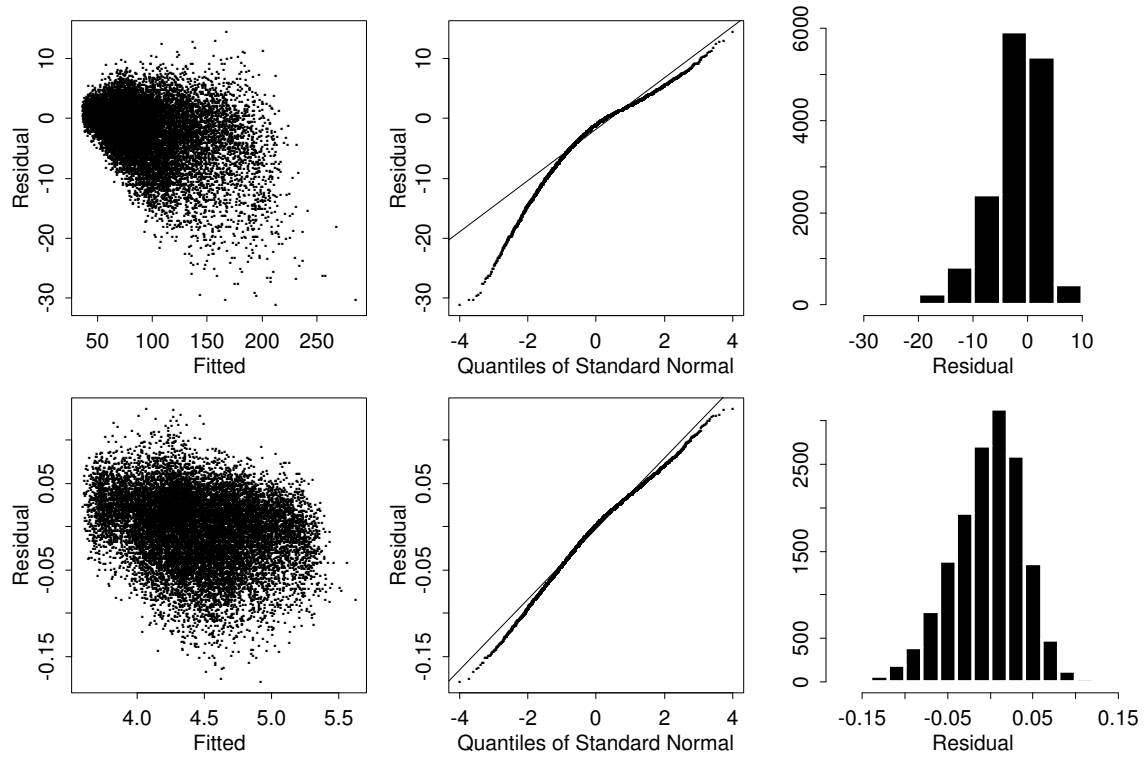 Residual
10
0
-10
-20
-30
50 100 150 200 250
Fitted
Residual
10
0
-10
-20
-30
-4 -2 0 2 4
Quantiles of Standard Normal
6000
4000
2000
0
-30 -20 -10 0 10
Residual
Residual
0.05
-0.05
-0.15
4.0 4.5 5.0 5.5
Fitted
Residual
0.05
-0.05
-0.15
-4 -2 0 2 4
Quantiles of Standard Normal
2500
1500
500
0
-0.15 -0.05 0.05 0.15
Residual